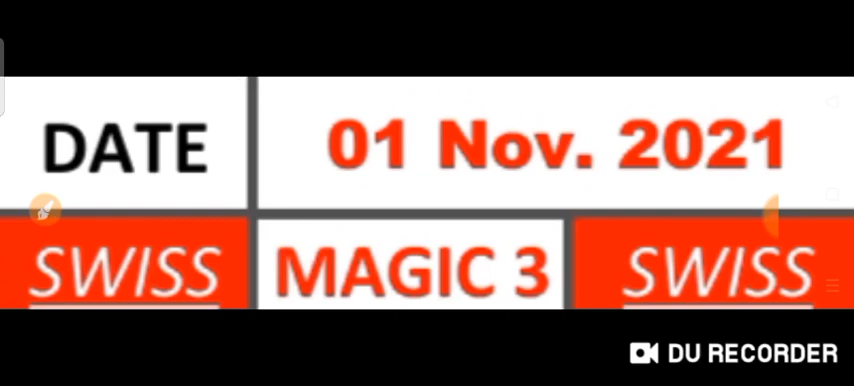 DATE 01 Nov. 2021
SWISS MAGIC 3 SWISS
DU RECORDER